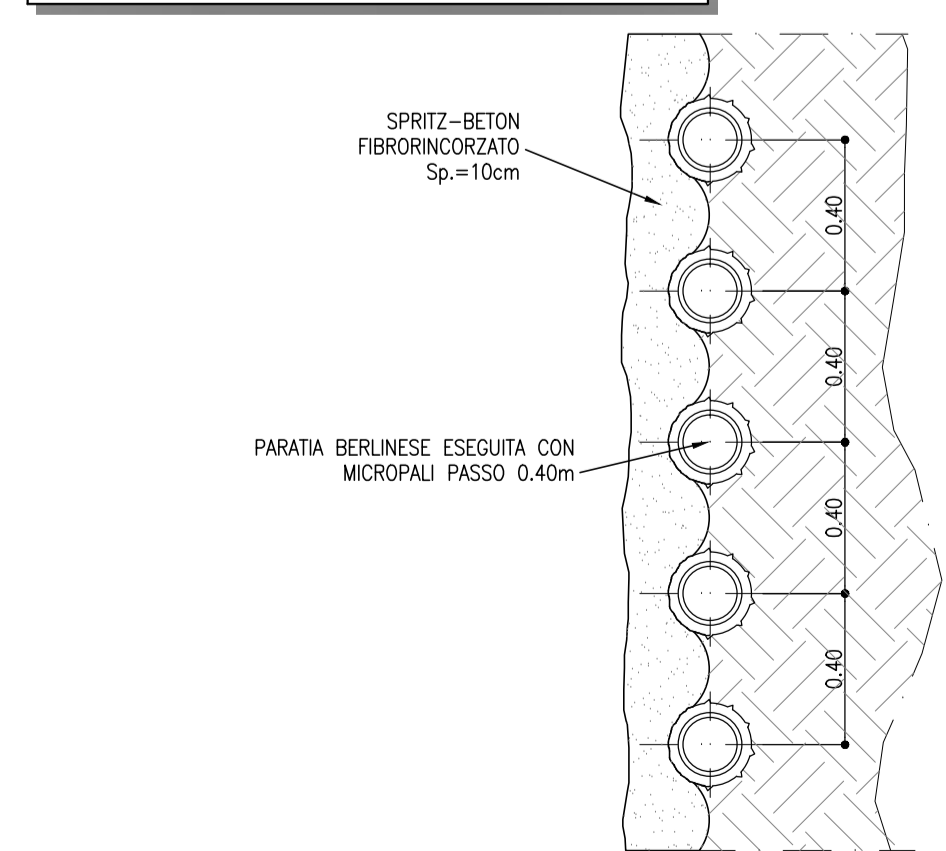 SPRITZ-BETON
FIBRORINCORZATO
Sp.=10cm
0.40
0.40
PARATIA BERLINESE ESEGUITA CON
MICROPALI PASSO 0.40m
0.40
0.40